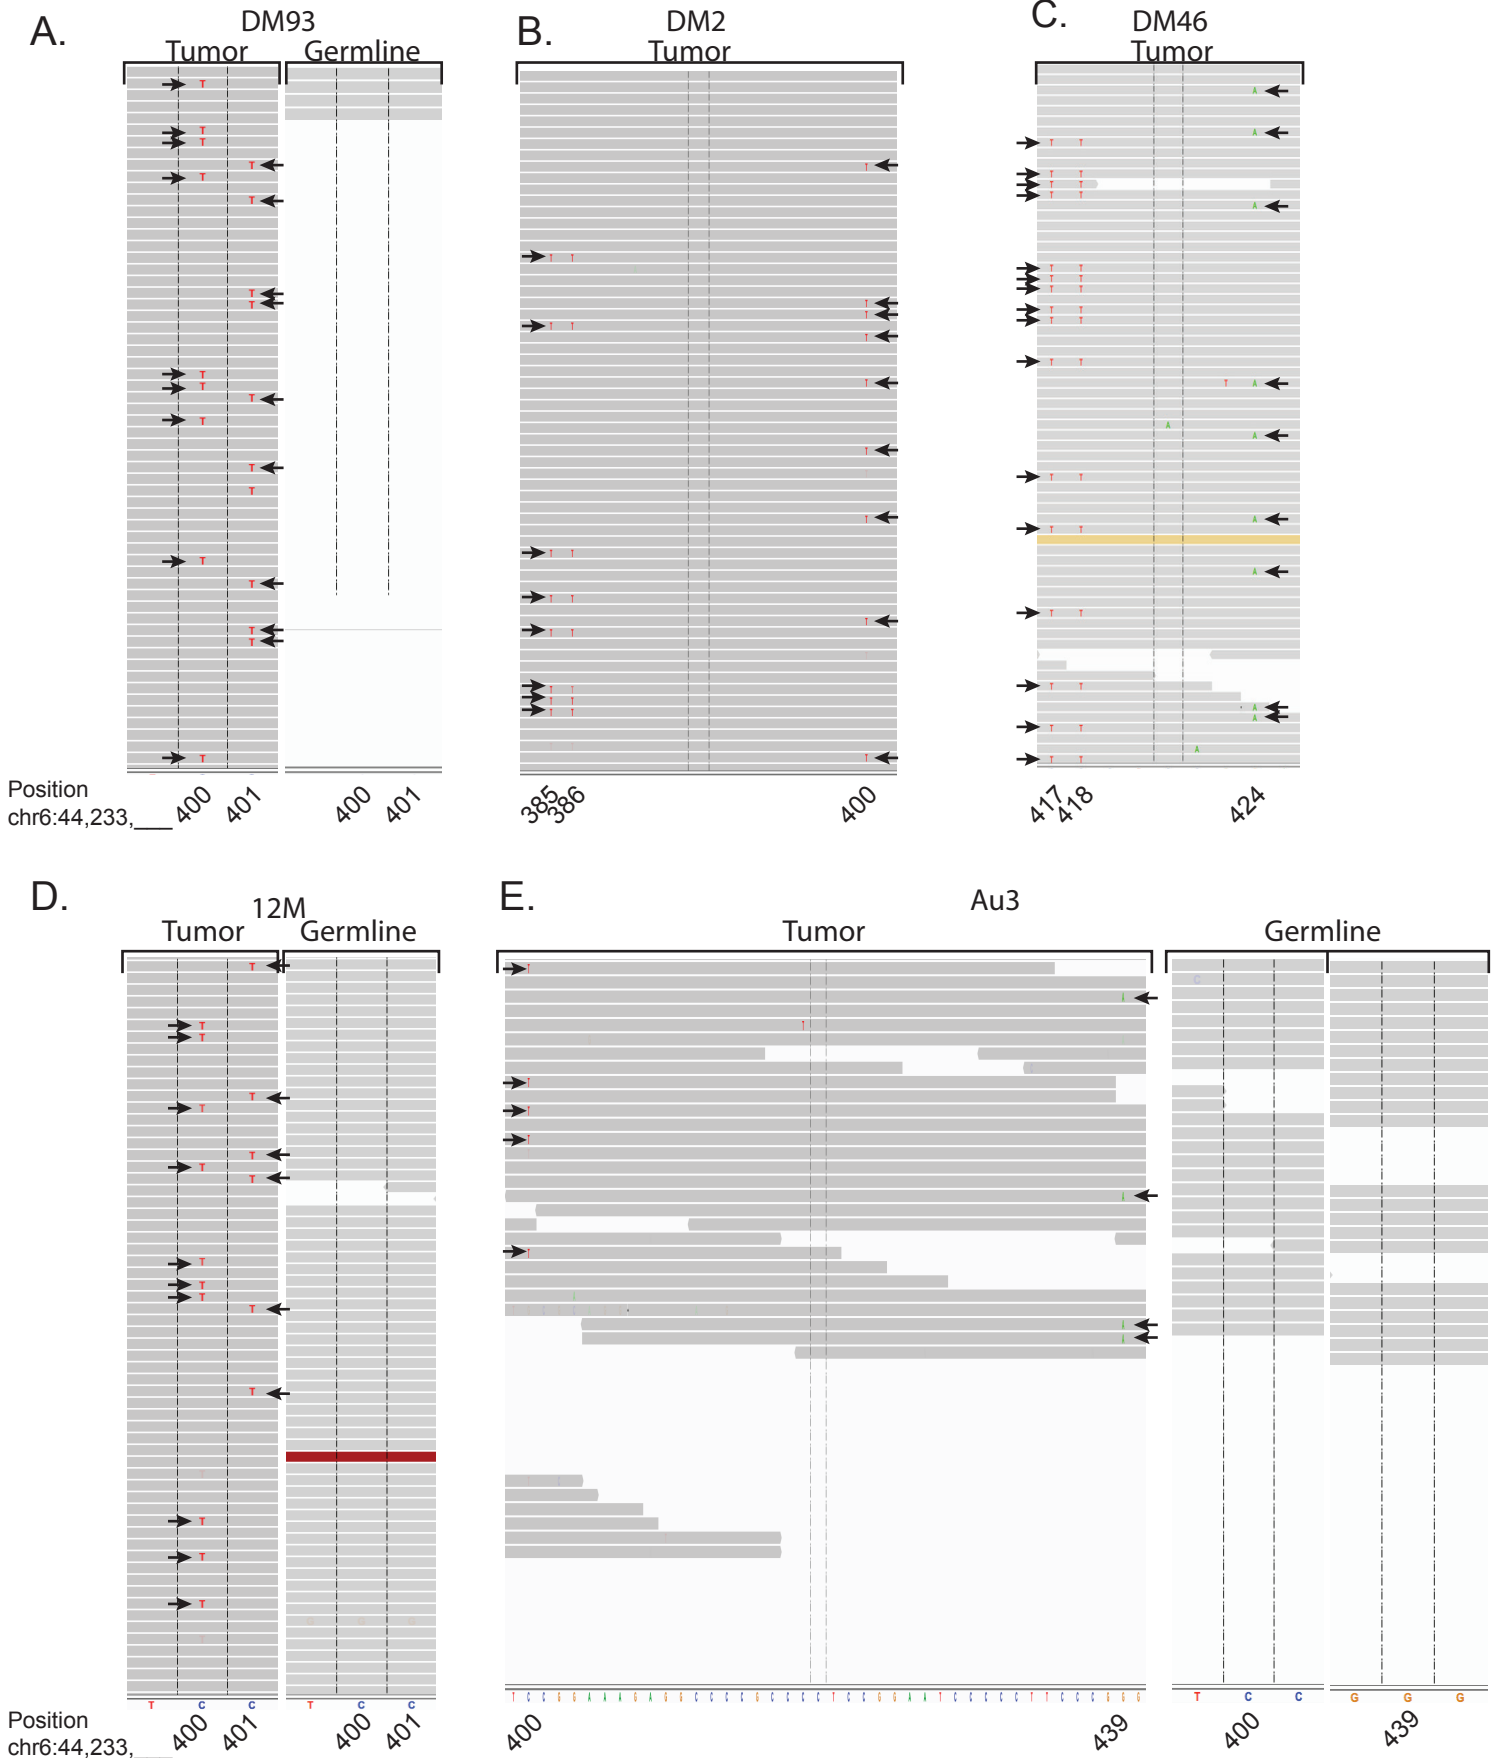 A.
DM93
Tumor Germline
B.
DM2
Tumor
C.
DM46
Tumor
Position
chr6:44,233,___
400 401 400 401
385 386 400
417 418 424
D.
12M
Tumor Germline
E.
Au3
Tumor Germline
T C C T C C
T C C G G A A A G A G G C C C C G C C C C T C C G G A A T C C C C C T T C C C G G G
T C C G G G
Position
chr6:44,233,___
400 401 400 401
400 439 400 439